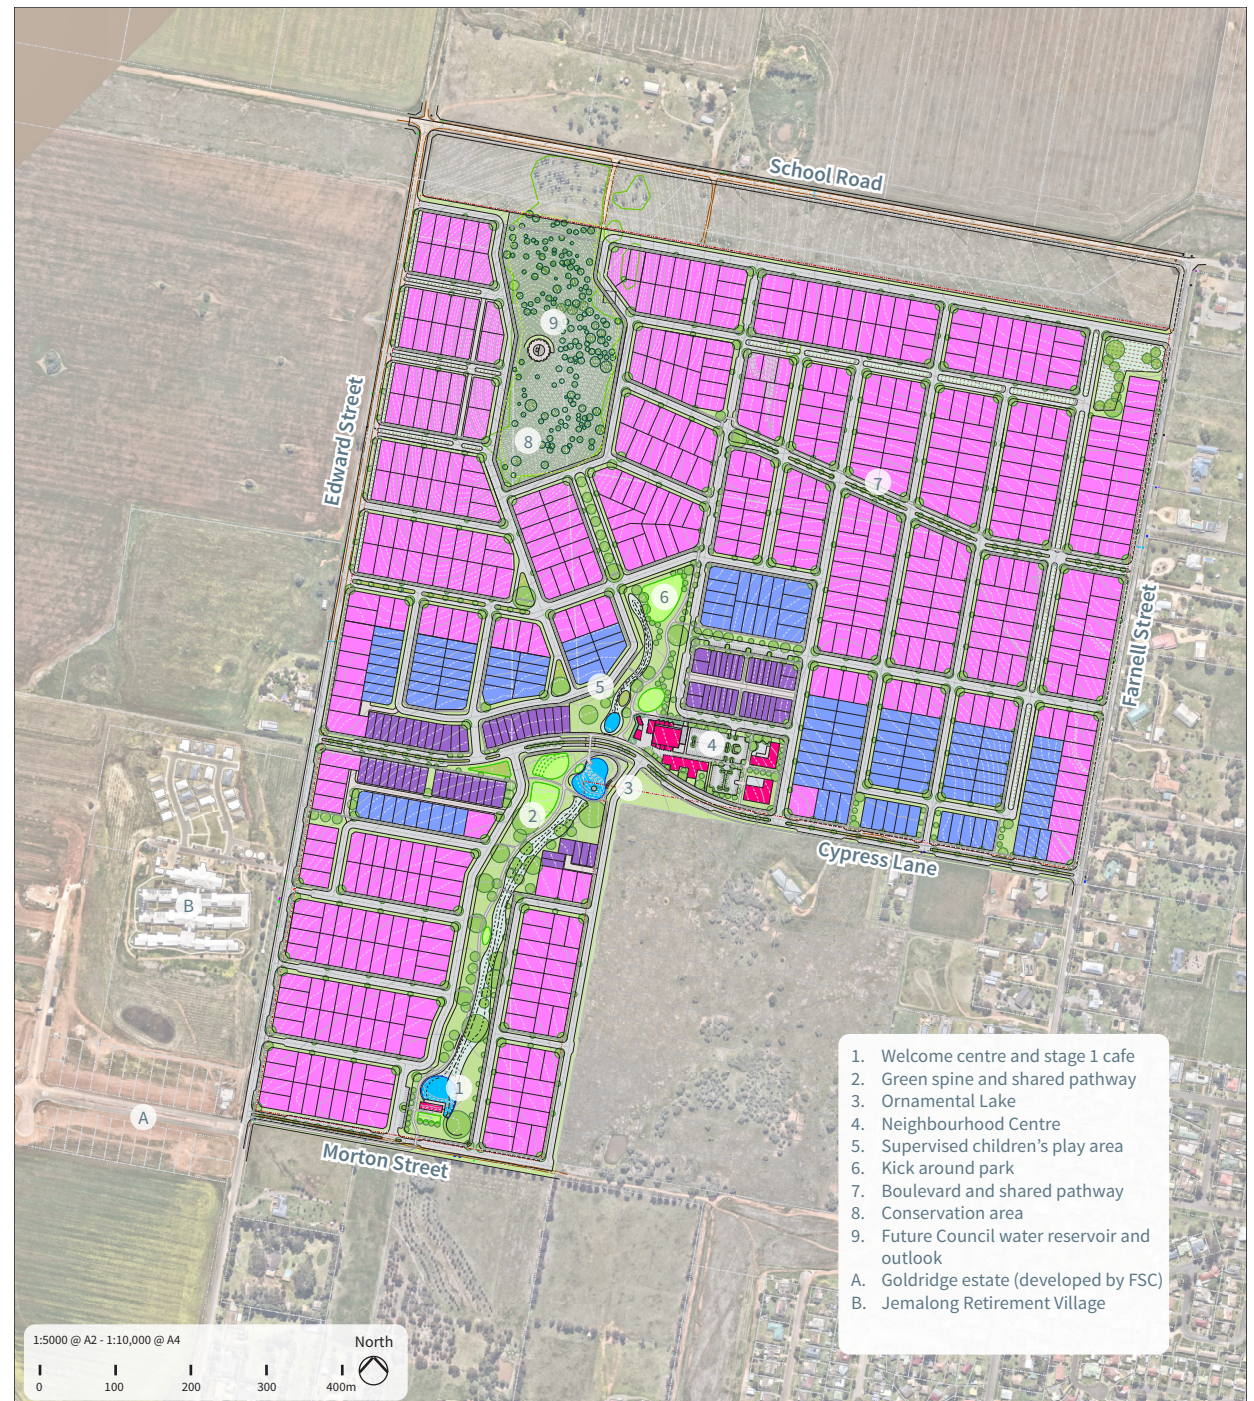 School Road
9
Edward Street
8
7
6
Farnell Street
5
4
3
2
Cypress Lane
B
1
A
Morton Street
1. Welcome centre and stage 1 cafe
2. Green spine and shared pathway
3. Ornamental Lake
4. Neighbourhood Centre
5. Supervised children’s play area
6. Kick around park
7. Boulevard and shared pathway
8. Conservation area
9. Future Council water reservoir and
outlook
A. Goldridge estate (developed by FSC)
B. Jemalong Retirement Village
1:5000 @ A2 - 1:10,000 @ A4
North
0 100 200 300 400m